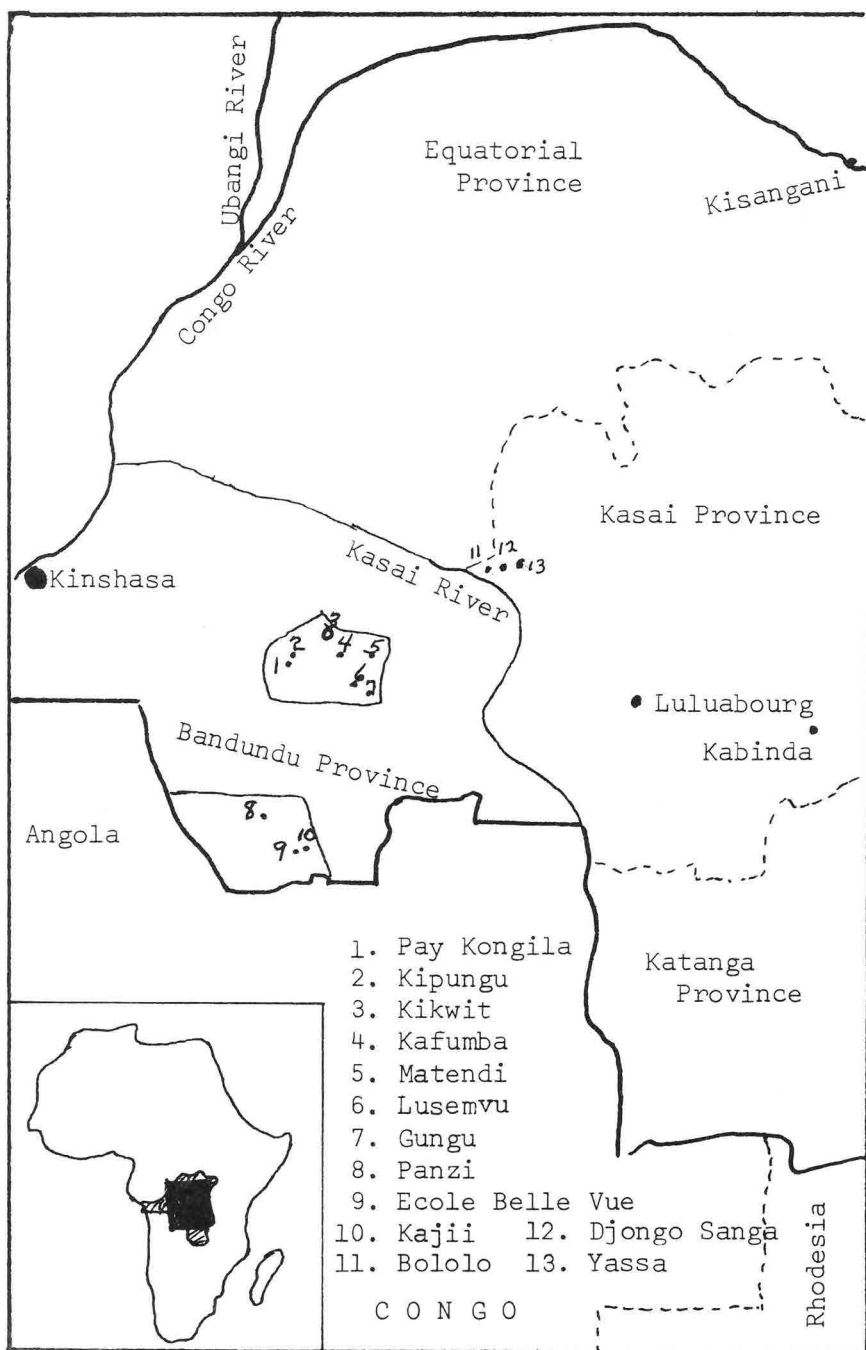 Ubangi River
Equatorial
Province
Kisangani
Congo River
Kasai Province
11 12
13
Kasai River
Kinshasa
3
2 4 5
1
6
7
Luluabourg
Kabinda
Bandundu Province
8
10
9
Angola
1. Pay Kongila
2. Kipungu
3. Kikwit
4. Kafumba
5. Matendi
6. Lusemvu
7. Gungu
8. Panzi
9. Ecole Belle Vue
10. Kajii 12. Djongo Sanga
11. Bololo 13. Yassa
Katanga
Province
Rhodesia
CONGO